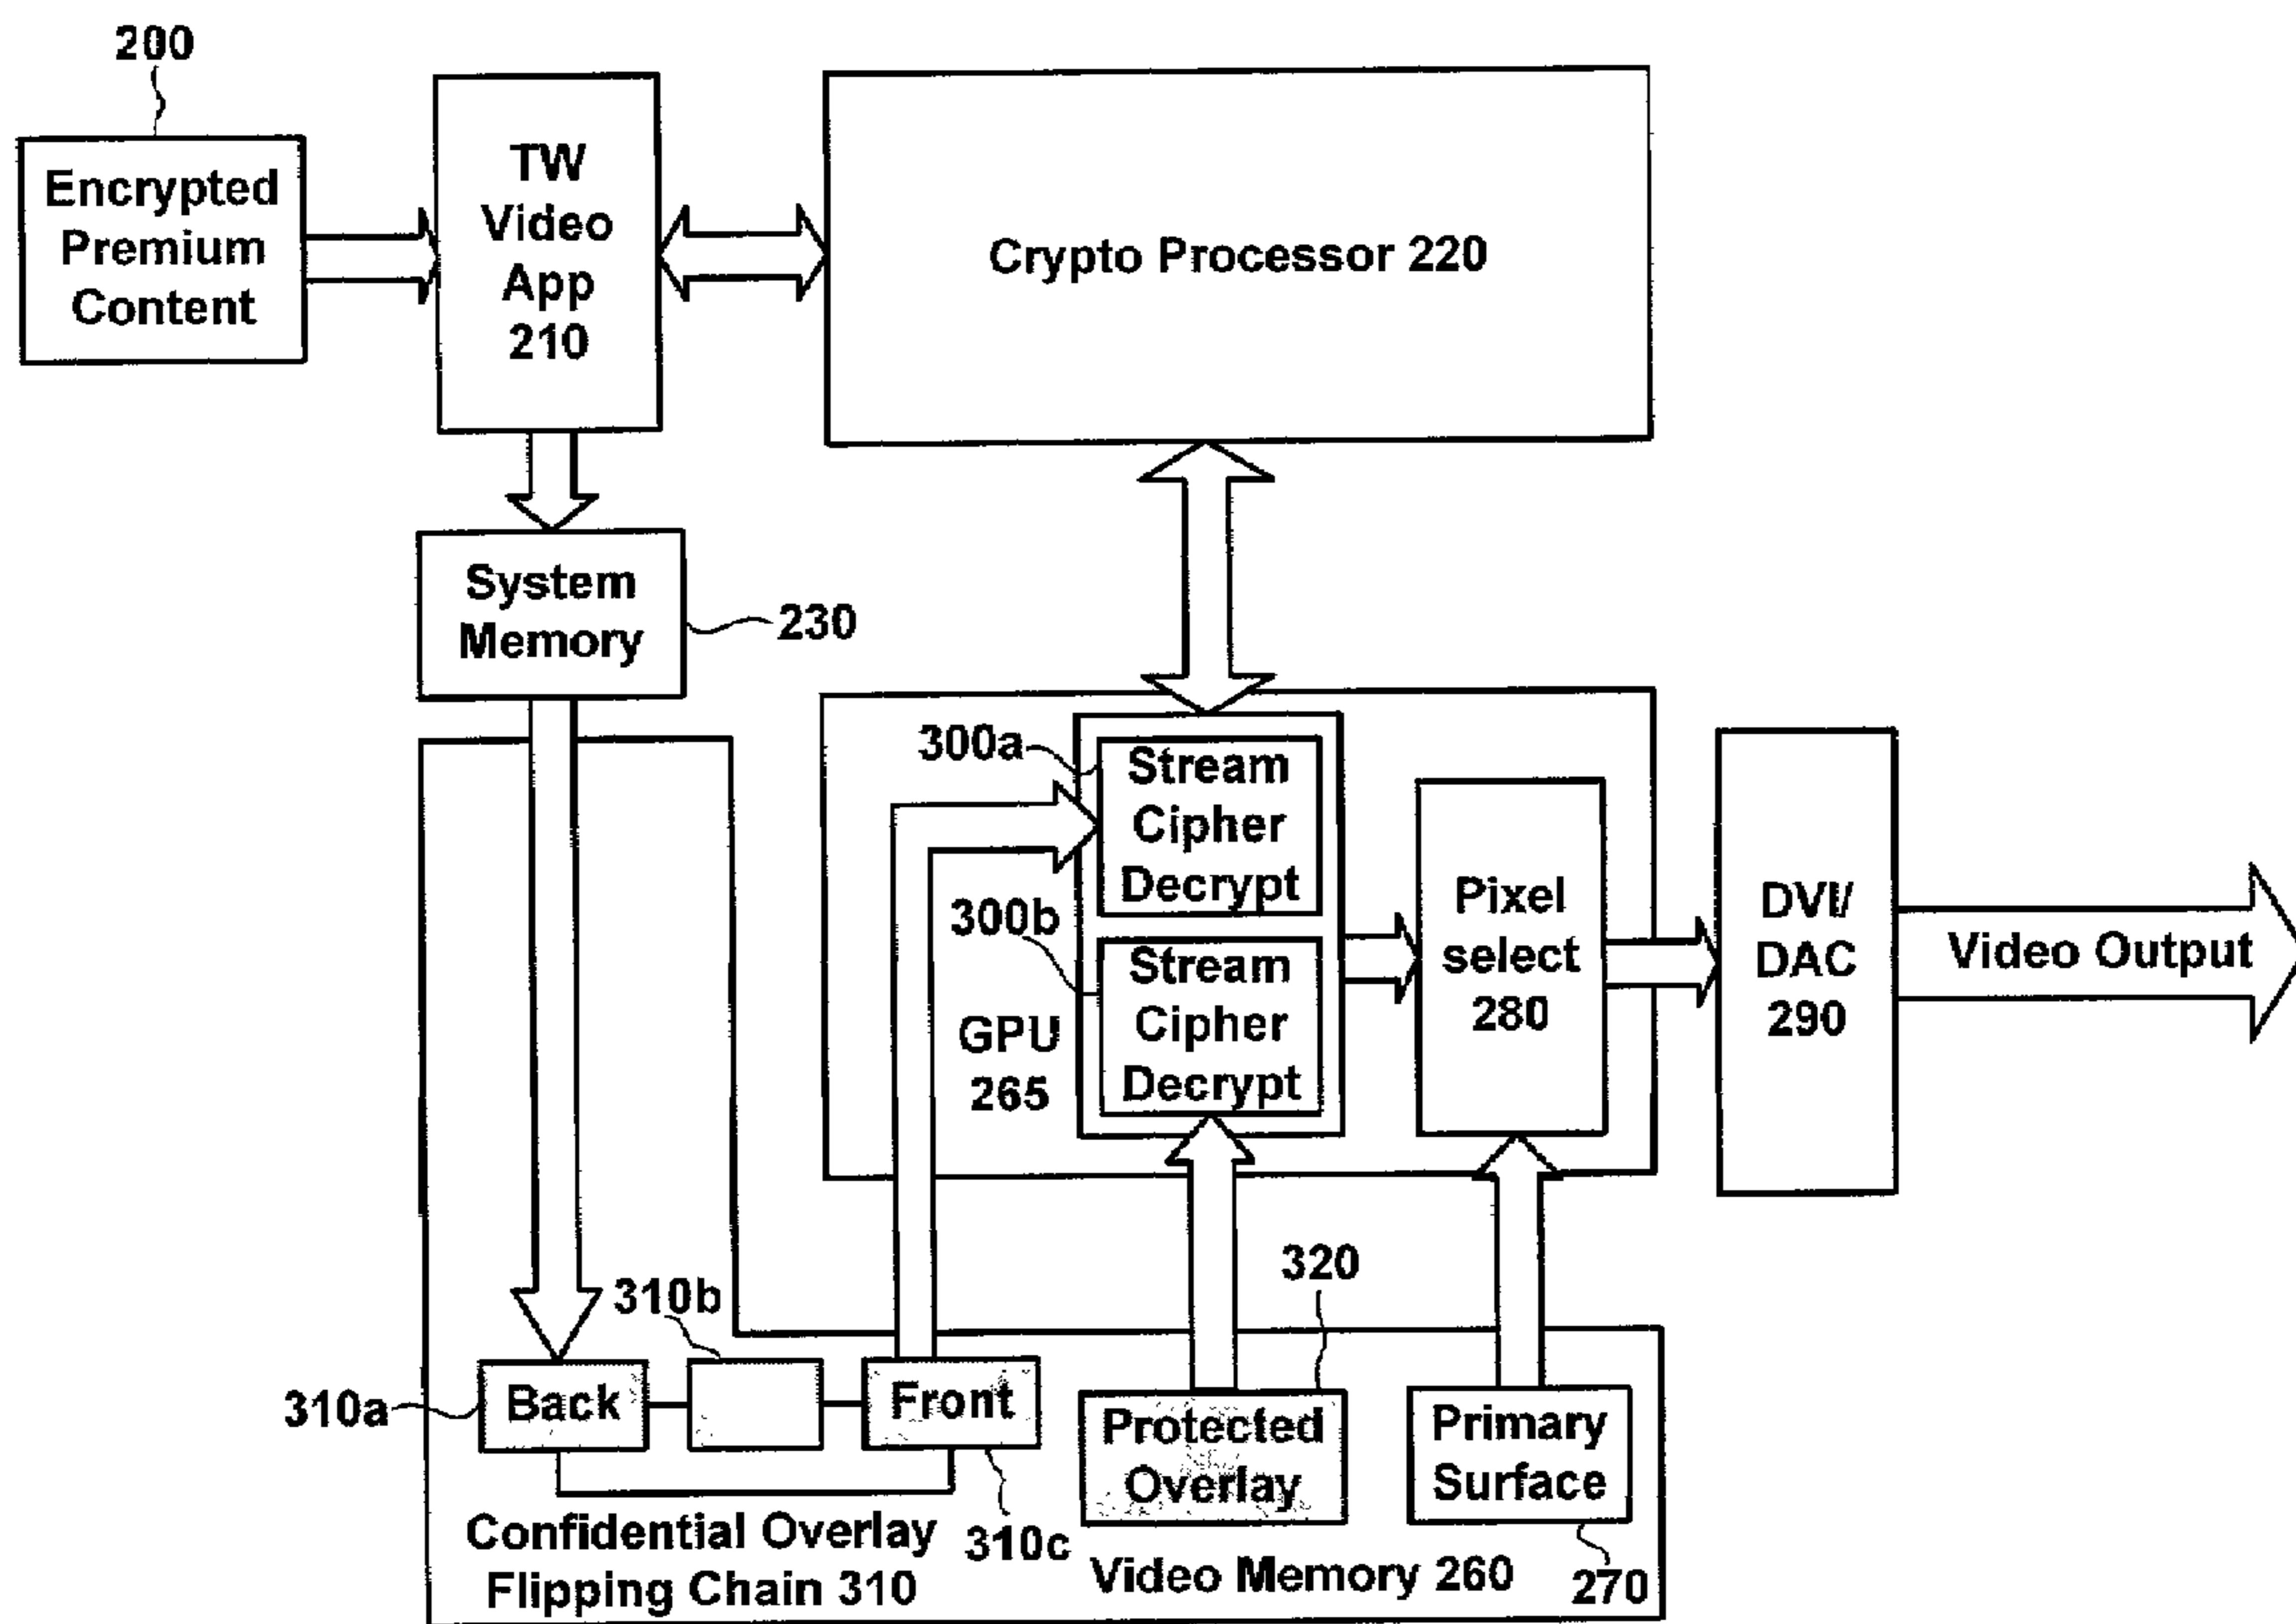 200
Encrypted
Premium
Content
TW
Video
App
210
Crypto Processor 220
System
Memory
230
300a
Stream
Cipher
Decrypt
300b
Stream
Cipher
Decrypt
GPU
265
Pixel
select
280
DVI/
DAC
290
Video Output
310a
Back
310b
Front
310c
Confidential Overlay
Flipping Chain 310
320
Protected
Overlay
Primary
Surface
270
Video Memory 260